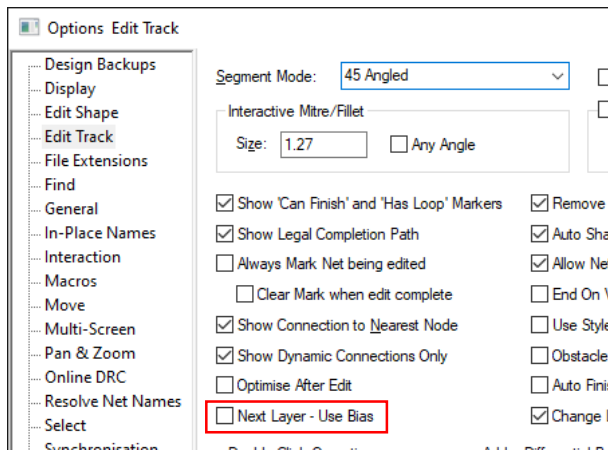 Options Edit Track
Design Backups
Display
Edit Shape
Edit Track
File Extensions
Find
General
In-Place Names
Interaction
Macros
Move
Multi-Screen
Pan & Zoom
Online DRC
Resolve Net Names
Select
Segment Mode: 45 Angled
Interactive Mitre/Fillet
Size: 1.27 Any Angle
Show 'Can Finish' and 'Has Loop' Markers
Show Legal Completion Path
Always Mark Net being edited
Clear Mark when edit complete
Show Connection to Nearest Node
Show Dynamic Connections Only
Optimise After Edit
Next Layer - Use Bias
Remove
Auto Sha
Allow Ne
End On
Use Style
Obstacle
Auto Finis
Change